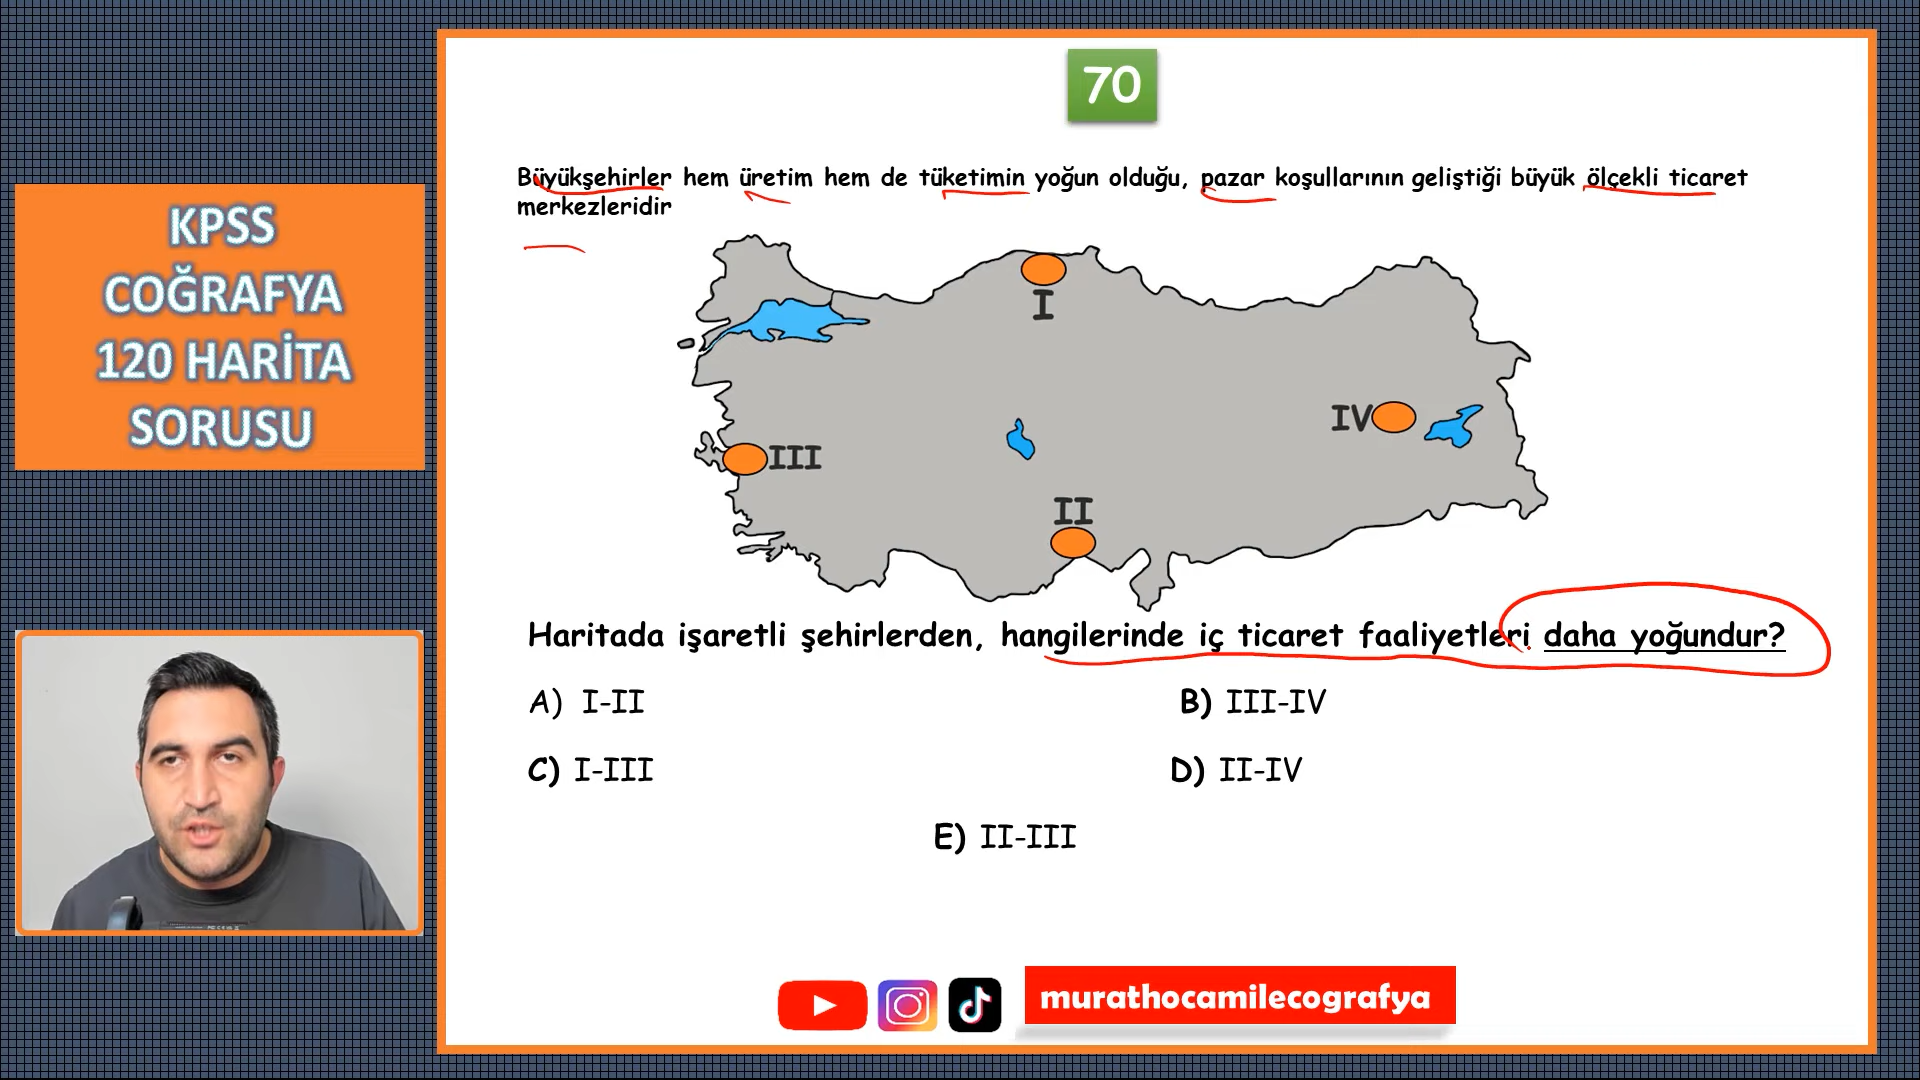 70
Büyükşehirler hem üretim hem de tüketimin yoğun olduğu, pazar koşullarının geliştiği büyük ölçekli ticaret
merkezleridir
KPSS
COĞRAFYA
120 HARİTA
SORUSU
I
IV
III
II
Haritada işaretli şehirlerden, hangilerinde iç ticaret faaliyetleri daha yoğundur?
A) I-II
B) III-IV
C) I-III
D) II-IV
E) II-III
murathocamilecografya